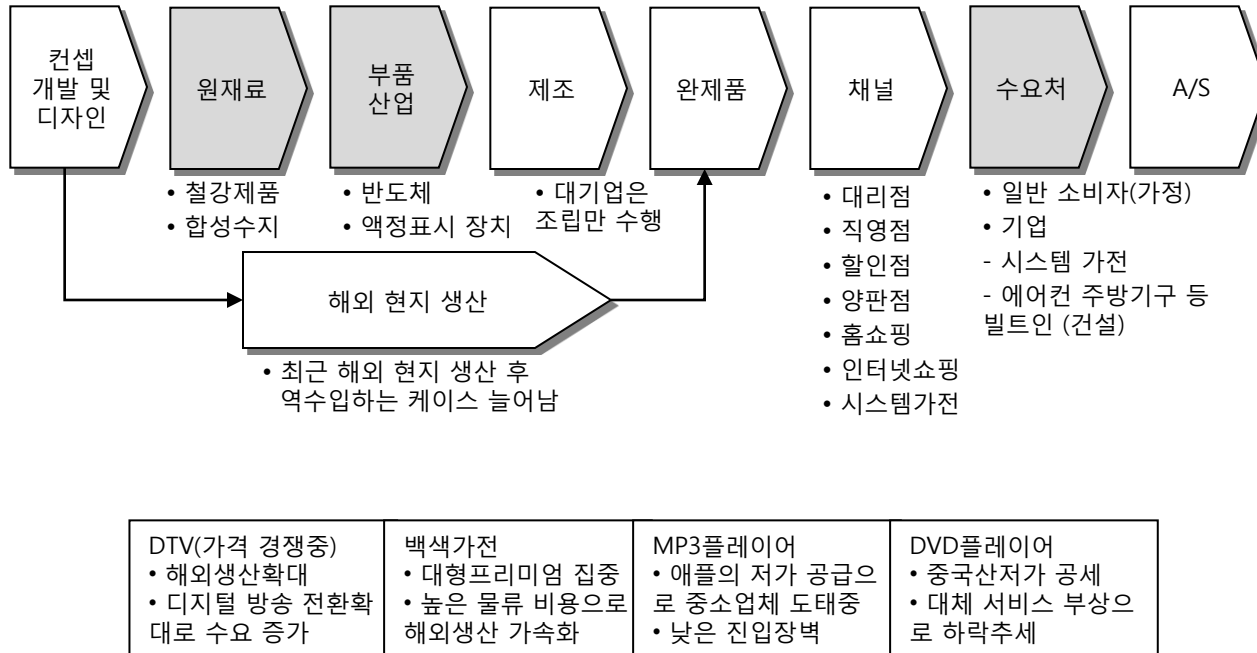 컨셉
개발 및
디자인
원재료
부품
산업
제조
완제품
채널
수요처
A/S
• 철강제품
• 합성수지
• 반도체
• 액정표시 장치
• 대기업은
조립만 수행
• 대리점
• 직영점
• 할인점
• 양판점
• 홈쇼핑
• 인터넷쇼핑
• 시스템가전
• 일반 소비자(가정)
• 기업
- 시스템 가전
- 에어컨 주방기구 등
빌트인 (건설)
해외 현지 생산
• 최근 해외 현지 생산 후
역수입하는 케이스 늘어남
DTV(가격 경쟁중)
• 해외생산확대
• 디지털 방송 전환확
대로 수요 증가
백색가전
• 대형프리미엄 집중
• 높은 물류 비용으로
해외생산 가속화
MP3플레이어
• 애플의 저가 공급으
로 중소업체 도태중
• 낮은 진입장벽
DVD플레이어
• 중국산저가 공세
• 대체 서비스 부상으
로 하락추세